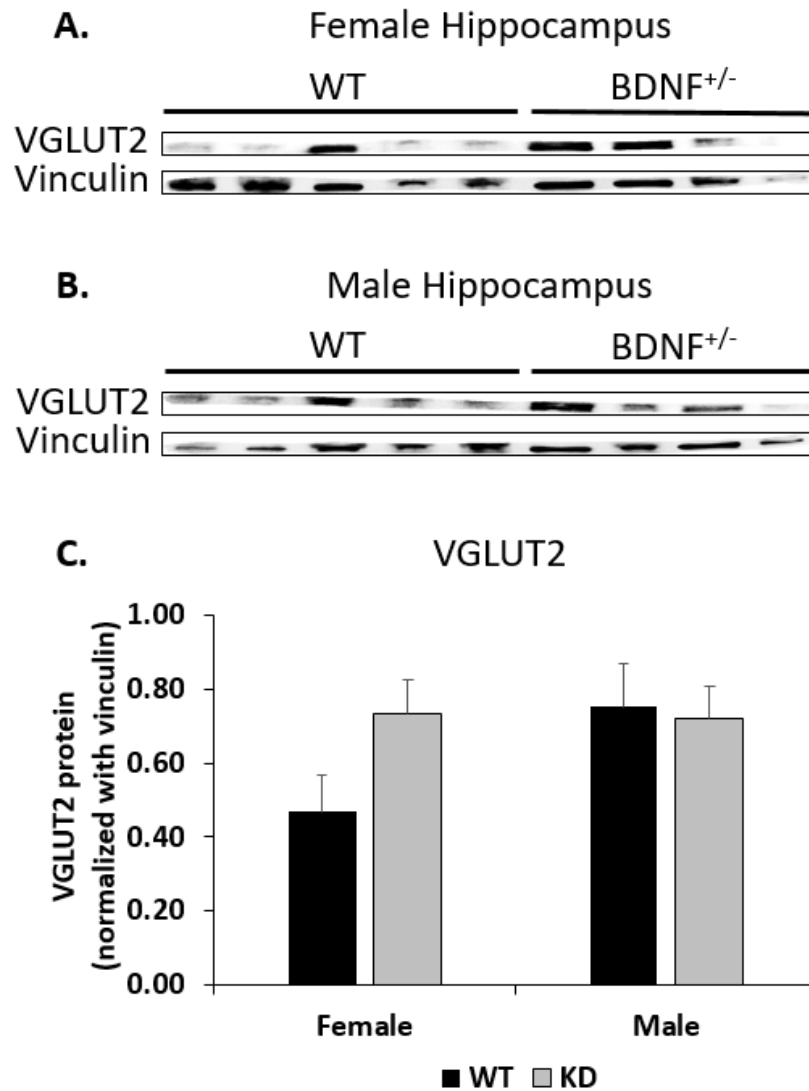 A. Female Hippocampus
WT BDNF+/-
VGLUT2
Vinculin
B. Male Hippocampus
WT BDNF+/-
VGLUT2
Vinculin
C. VGLUT2
VGLUT2 protein
(normalized with vinculin)
1.00
0.80
0.60
0.40
0.20
0.00
Female Male
WT KD